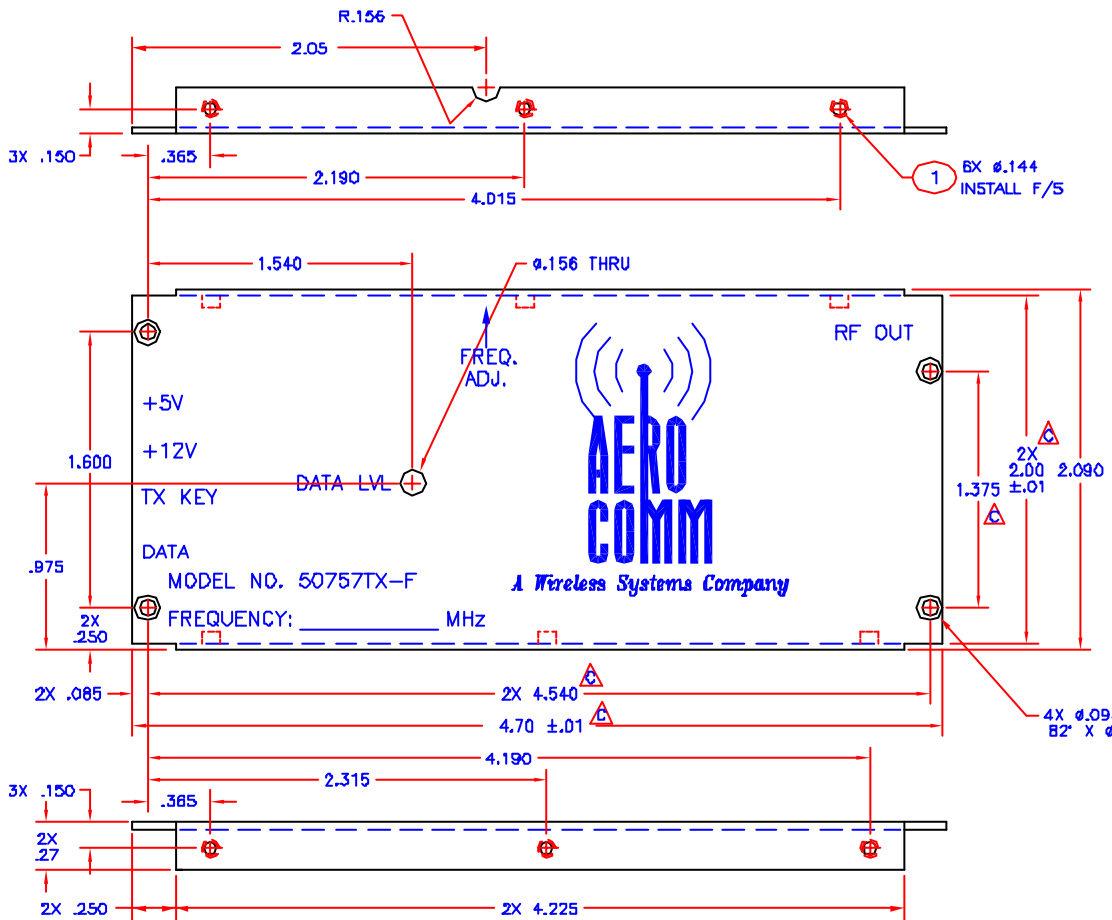 R.156
2.05
3X .150
.365
2.190
4.015
1
6X ø.144
INSTALL F/S
1.540
ø.156 THRU
RF OUT
FREQ.
ADJ.
+5V
+12V
TX KEY
DATA LVL
DATA
MODEL NO. 50757TX-F
FREQUENCY: __________ MHz
AERO
COMM
A Wireless Systems Company
1.600
.975
2X
.250
1.375
C
2X
2.00
±.01
C
2.090
2X .085
2X 4.540
C
4.70 ±.01
C
4X ø.09
82° X ø
4.190
2.315
3X .150
.365
2X
.27
2X .250
2X 4.225